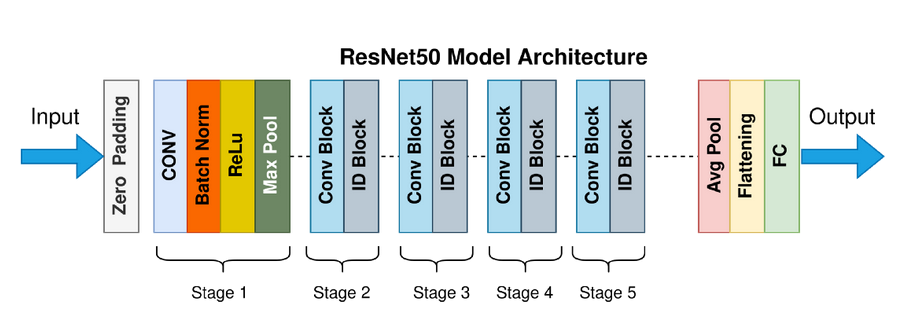 ResNet50 Model Architecture
Input
Zero Padding
CONV
Batch Norm
ReLu
Max Pool
Conv Block
ID Block
Conv Block
ID Block
Conv Block
ID Block
Conv Block
ID Block
Avg Pool
Flattening
FC
Output
Stage 1
Stage 2
Stage 3
Stage 4
Stage 5